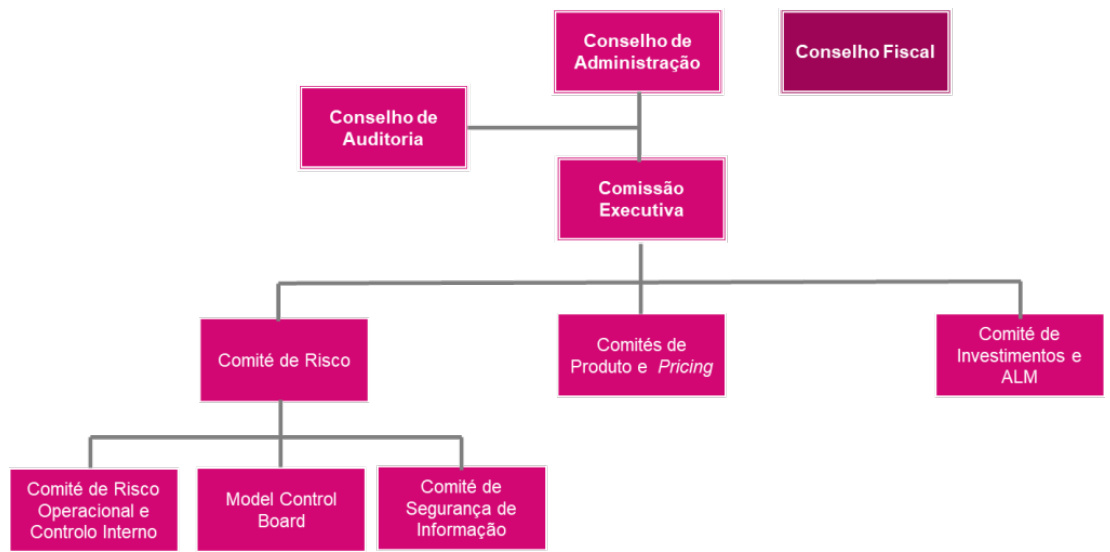 Conselho de
Administração
Conselho Fiscal
Conselho de
Auditoria
Comissão
Executiva
Comité de Risco
Comités de
Produto e Pricing
Comité de
Investimentos e
ALM
Comité de Risco
Operacional e
Controlo Interno
Model Control
Board
Comité de
Segurança de
Informação